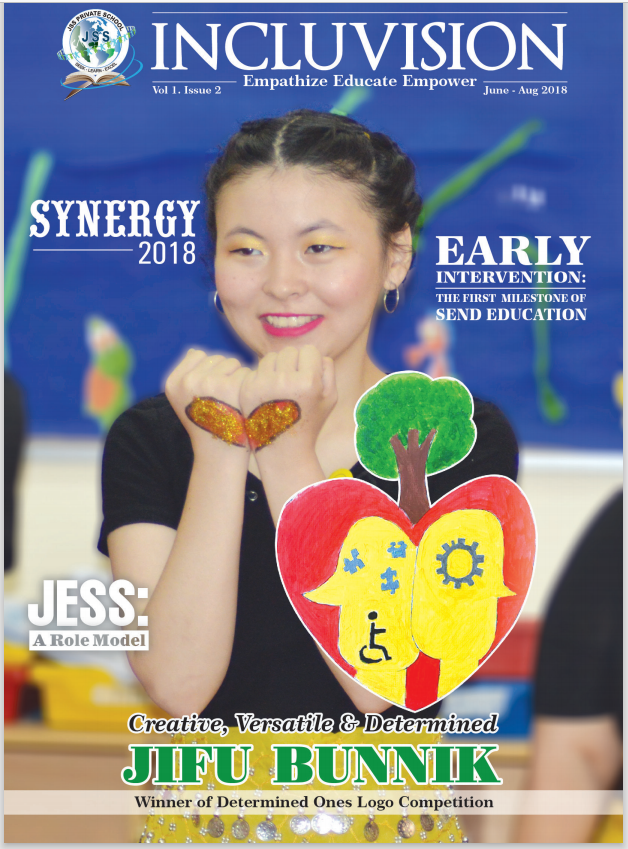 JSS PRIVATE SCHOOL
JSS
SEEK - LEARN - EXCEL
INCLUVISION
Empathize Educate Empower
Vol 1. Issue 2
June - Aug 2018
SYNERGY
2018
EARLY
INTERVENTION:
THE FIRST MILESTONE OF
SEND EDUCATION
JESS:
A Role Model
Creative, Versatile & Determined
JIFU BUNNIK
Winner of Determined Ones Logo Competition